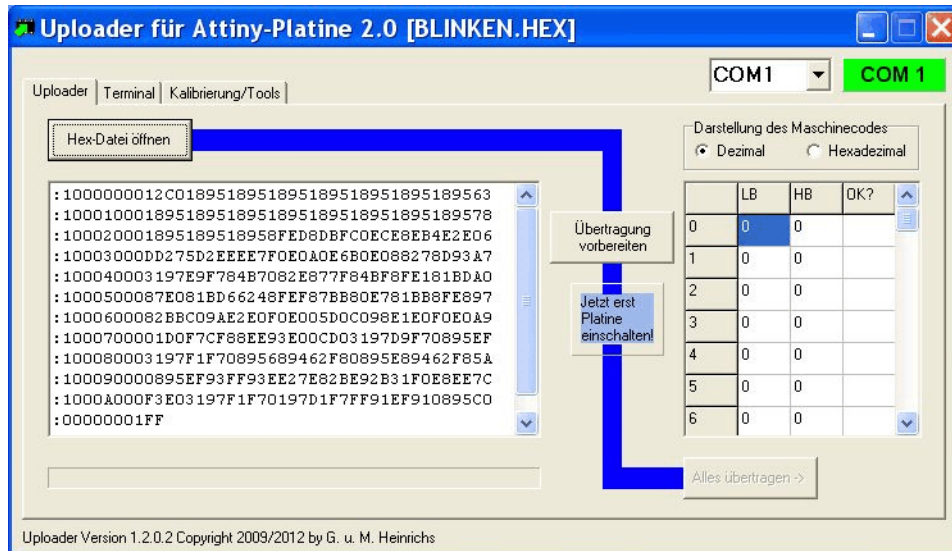 Uploader für Attiny-Platine 2.0 [BLINKEN.HEX]
COM1
COM 1
Uploader
Terminal
Kalibrierung/Tools
Hex-Datei öffnen
Darstellung des Maschinecodes
Dezimal
Hexadezimal
:1000000012C0189518951895189518951895189563
:1000100018951895189518951895189518951895​78
:100020001895189518958FED8DBFC0ECE8EB4E2E06
:10003000DD275D2EEEE7F0E0A0E6B0E088278D93A7
:100040003197E9F784B7082E877F84BF8FE181BDA0
:1000500087E081BD66248FEF87BB80E781BB8FE897
:1000600082BBC09AE2E0F0E005D0C098E1E0F0E0A9
:1000700001D0F7CF88EE93E00CD03197D9F70895EF
:100080003197F1F70895689462F80895E89462F85A
:100090000895EF93FF93EE27E82BE92B31F0E8EE7C
:1000A000F3E03197F1F70197D1F7FF91EF910895C0
:00000001FF
Übertragung
vorbereiten
Jetzt erst
Platine
einschalten!
LB HB OK?
0 0 0
1 0 0
2 0 0
3 0 0
4 0 0
5 0 0
6 0 0
Alles übertragen ->
Uploader Version 1.2.0.2 Copyright 2009/2012 by G. u. M. Heinrichs